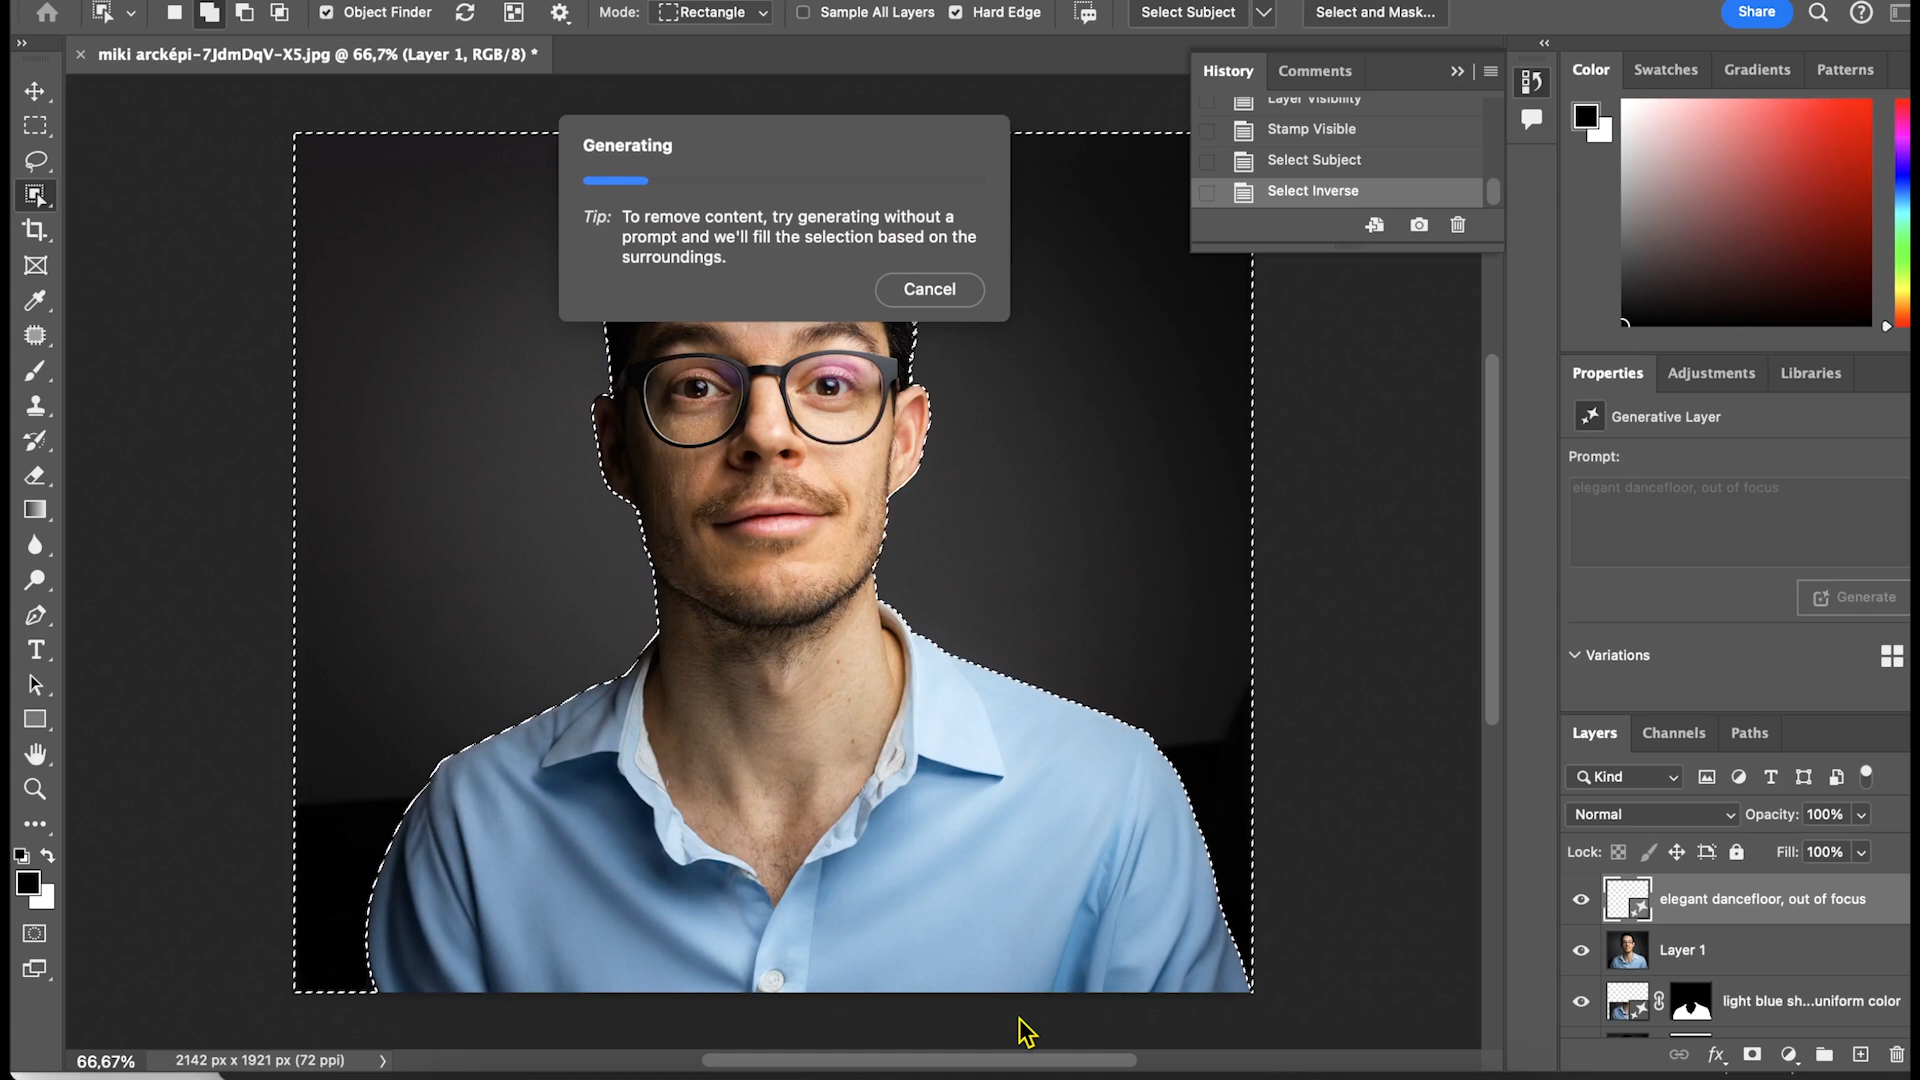 Object Finder
Mode: Rectangle
Sample All Layers
Hard Edge
Select Subject
Select and Mask...
Share
miki arcképi-7JdmDqV-X5.jpg @ 66,7% (Layer 1, RGB/8) *
History
Comments
Layer Visibility
Stamp Visible
Select Subject
Select Inverse
Generating
Tip: To remove content, try generating without a
prompt and we'll fill the selection based on the
surroundings.
Cancel
Color
Swatches
Gradients
Patterns
Properties
Adjustments
Libraries
Generative Layer
Prompt:
elegant dancefloor, out of focus
Generate
Variations
Layers
Channels
Paths
Kind
Normal
Opacity: 100%
Lock:
Fill: 100%
elegant dancefloor, out of focus
Layer 1
light blue sh...uniform color
66,67%
2142 px x 1921 px (72 ppi)